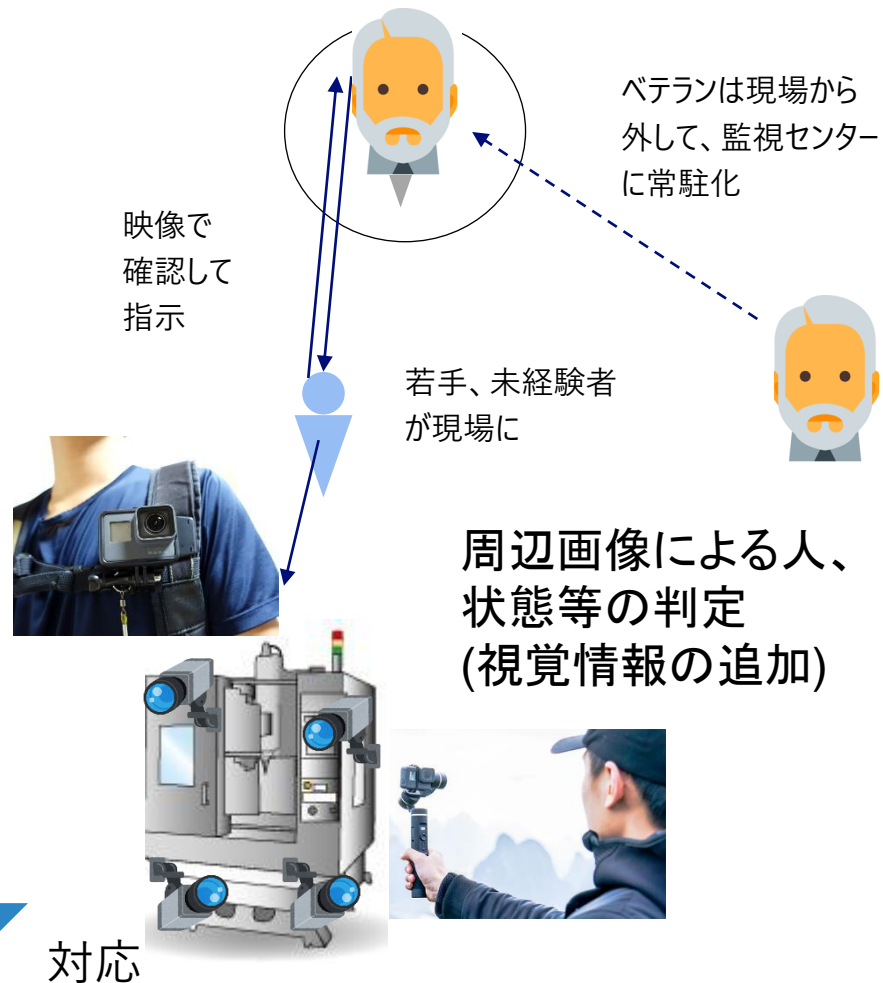 ベテランは現場から
外して、監視センター
に常駐化
映像で
確認して
指示
若手、未経験者
が現場に
周辺画像による人、
状態等の判定
(視覚情報の追加)
対応